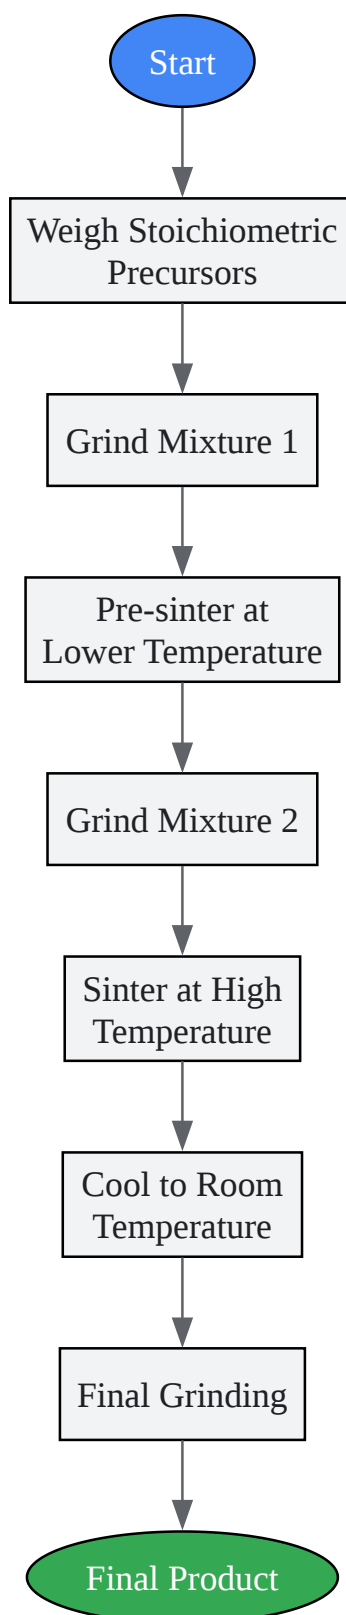 Start
Weigh Stoichiometric
Precursors
Grind Mixture 1
Pre-sinter at
Lower Temperature
Grind Mixture 2
Sinter at High
Temperature
Cool to Room
Temperature
Final Grinding
Final Product